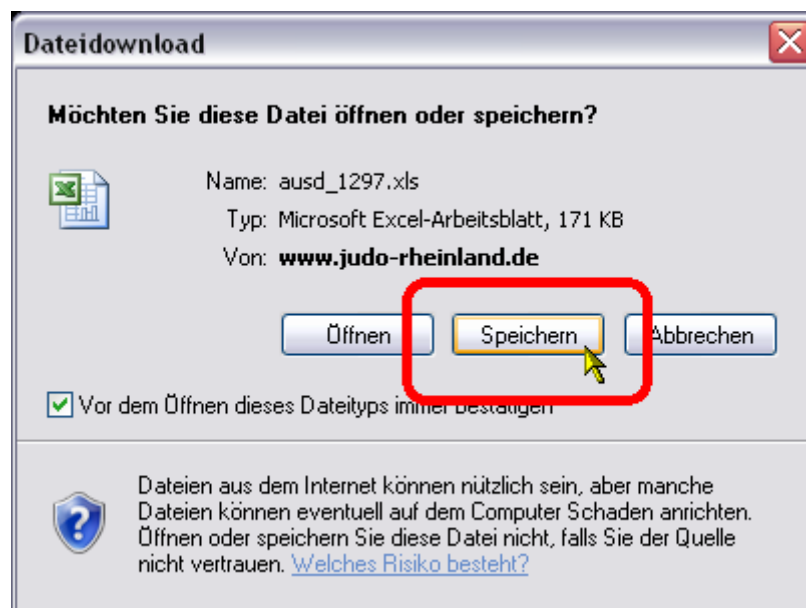 Dateidownload
Möchten Sie diese Datei öffnen oder speichern?
Name: ausd_1297.xls
Typ: Microsoft Excel-Arbeitsblatt, 171 KB
Von: www.judo-rheinland.de
Öffnen Speichern Abbrechen
Vor dem Öffnen dieses Dateityps immer bestätigen
Dateien aus dem Internet können nützlich sein, aber manche
Dateien können eventuell auf dem Computer Schaden anrichten.
Öffnen oder speichern Sie diese Datei nicht, falls Sie der Quelle
nicht vertrauen. Welches Risiko besteht?